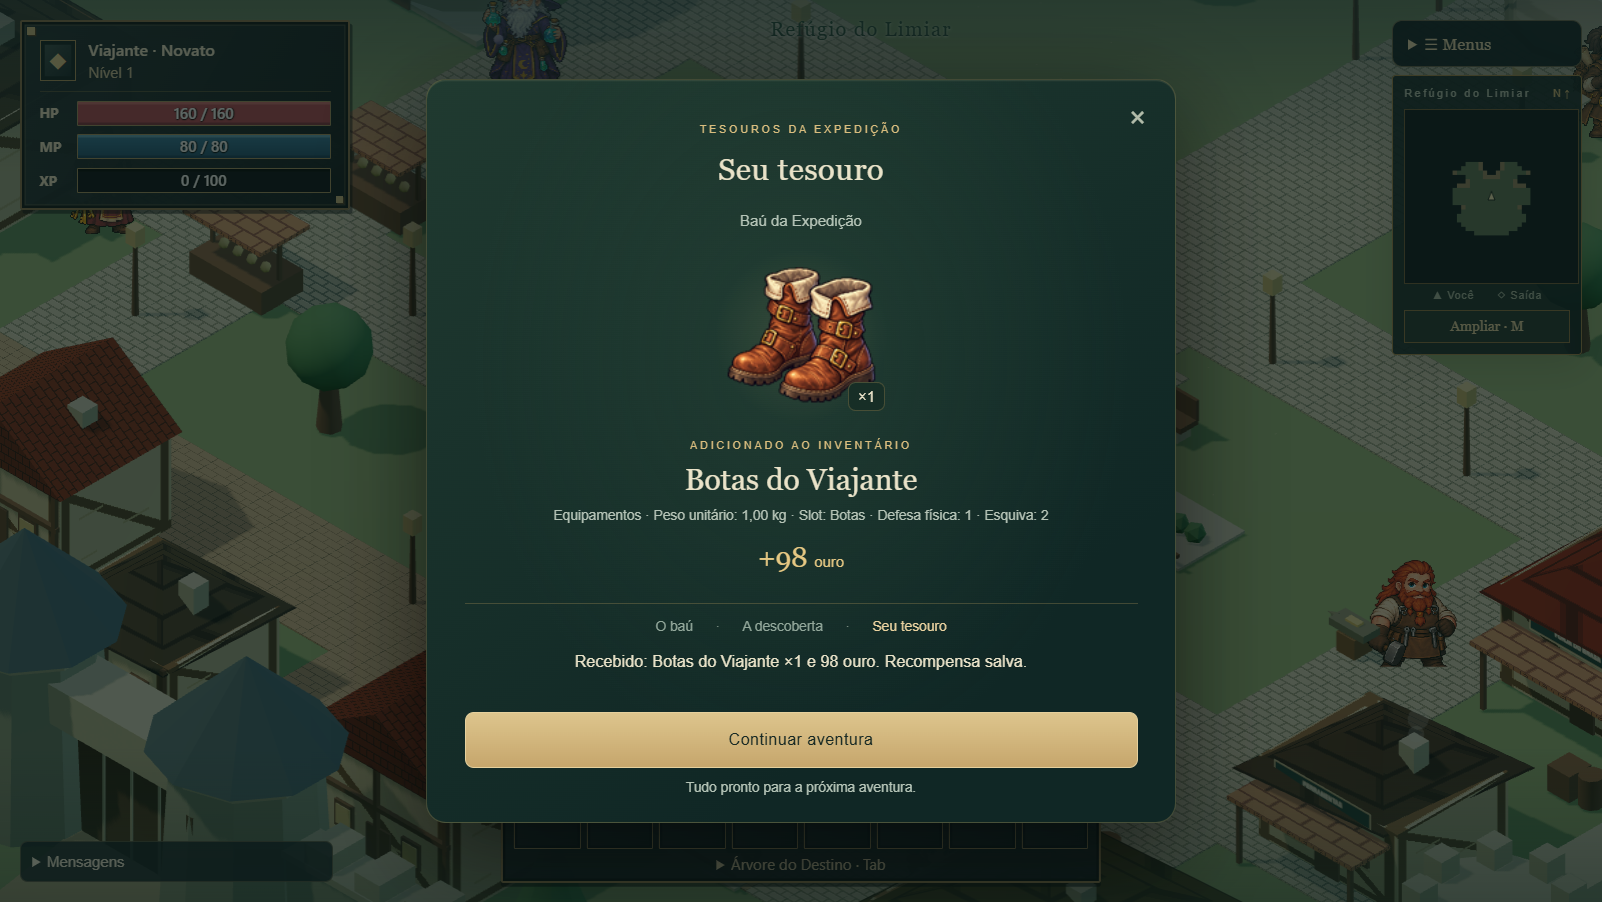 Refúgio do Limiar
Viajante · Novato
Nível 1
HP 160 / 160
MP 80 / 80
XP 0 / 100
▶ ☰ Menus
Refúgio do Limiar N↑
▲ Você ◇ Saída
Ampliar · M
×
TESOUROS DA EXPEDIÇÃO
Seu tesouro
Baú da Expedição
×1
ADICIONADO AO INVENTÁRIO
Botas do Viajante
Equipamentos · Peso unitário: 1,00 kg · Slot: Botas · Defesa física: 1 · Esquiva: 2
+98 ouro
O baú · A descoberta · Seu tesouro
Recebido: Botas do Viajante ×1 e 98 ouro. Recompensa salva.
Continuar aventura
Tudo pronto para a próxima aventura.
▶ Mensagens
▶ Árvore do Destino · Tab